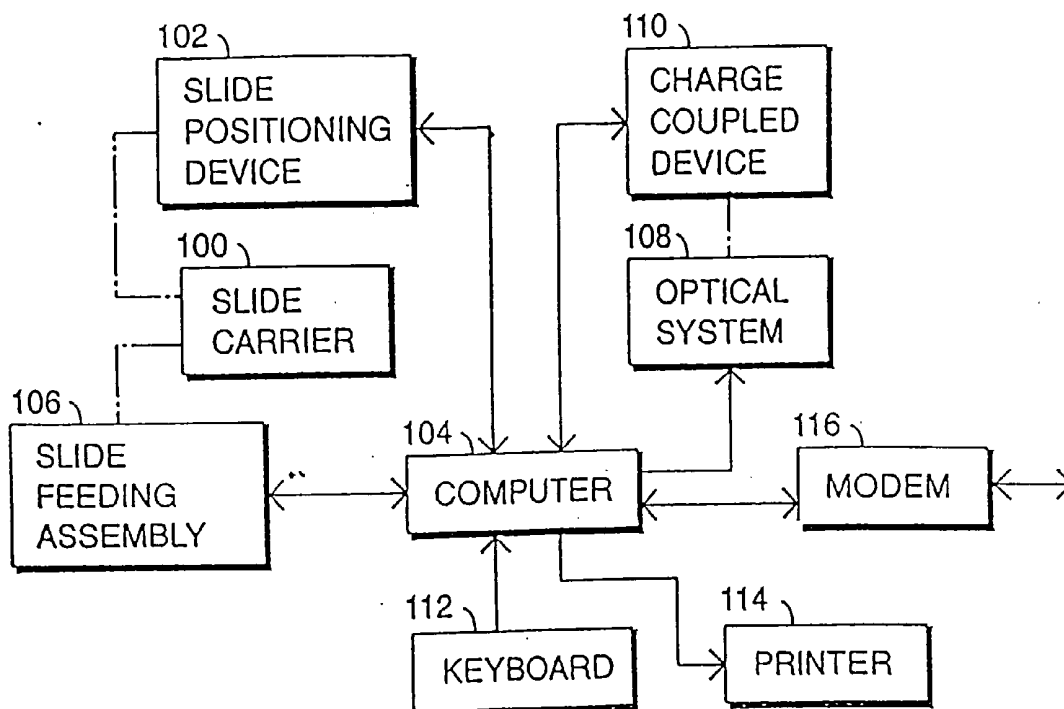 102
SLIDE
POSITIONING
DEVICE
110
CHARGE
COUPLED
DEVICE
100
SLIDE
CARRIER
108
OPTICAL
SYSTEM
106
SLIDE
FEEDING
ASSEMBLY
104
COMPUTER
116
MODEM
112
KEYBOARD
114
PRINTER